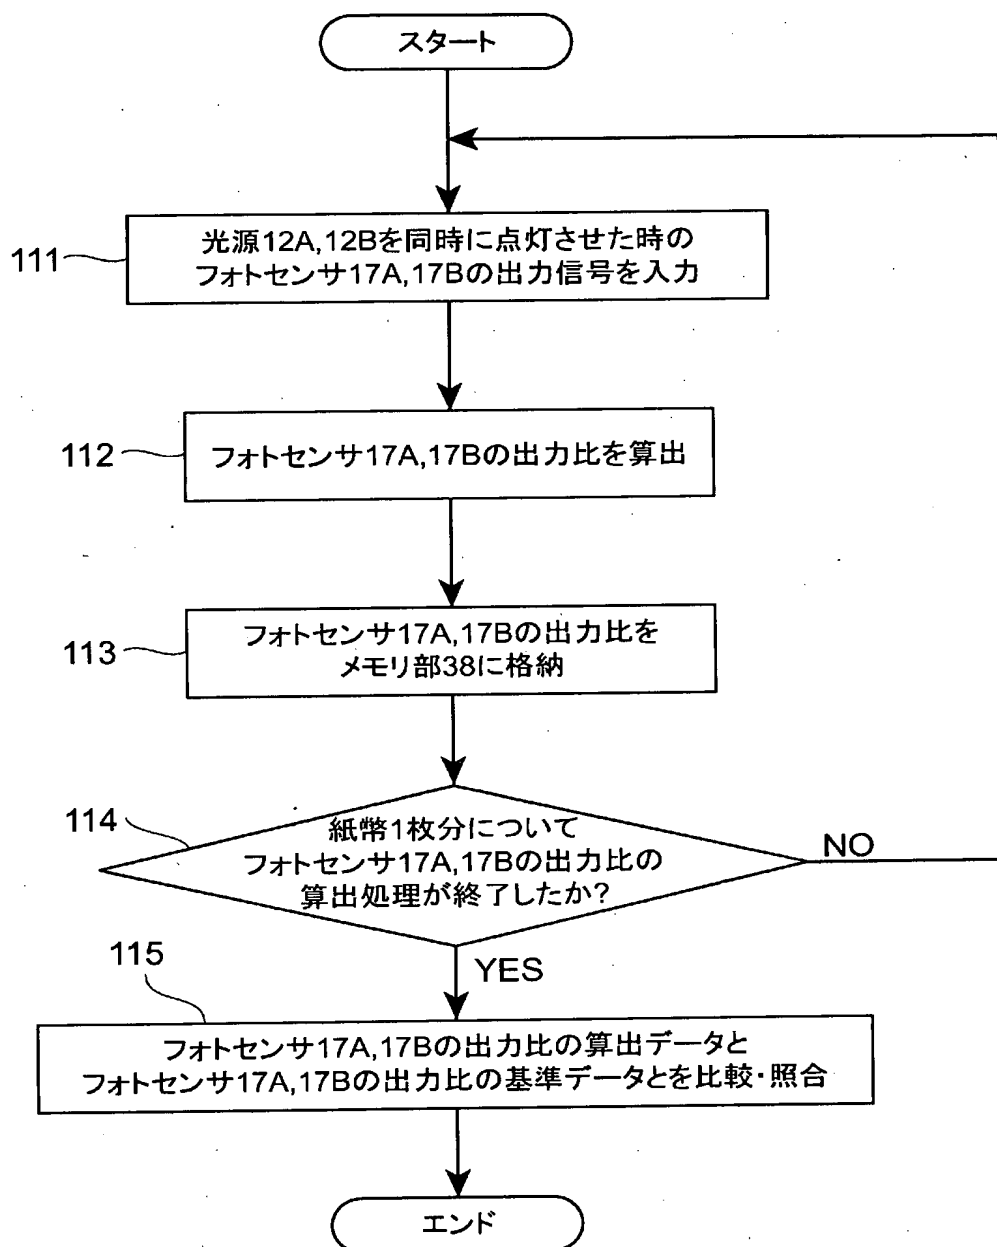 スタート
111
光源12A,12Bを同時に点灯させた時の
フォトセンサ17A,17Bの出力信号を入力
112
フォトセンサ17A,17Bの出力比を算出
113
フォトセンサ17A,17Bの出力比を
メモリ部38に格納
114
紙幣1枚分について
フォトセンサ17A,17Bの出力比の
算出処理が終了したか?
NO
YES
115
フォトセンサ17A,17Bの出力比の算出データと
フォトセンサ17A,17Bの出力比の基準データとを比較・照合
エンド